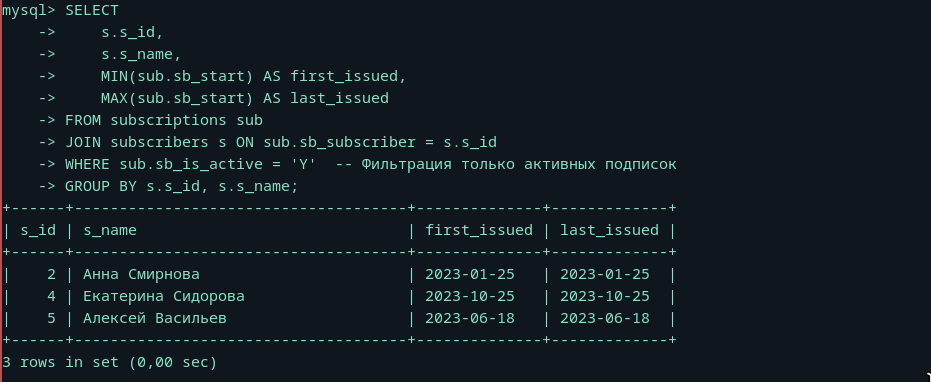 mysql> SELECT
    ->     s.s_id,
    ->     s.s_name,
    ->     MIN(sub.sb_start) AS first_issued,
    ->     MAX(sub.sb_start) AS last_issued
    -> FROM subscriptions sub
    -> JOIN subscribers s ON sub.sb_subscriber = s.s_id
    -> WHERE sub.sb_is_active = 'Y'  -- Фильтрация только активных подписок
    -> GROUP BY s.s_id, s.s_name;
+------+-------------------------------------+--------------+-------------+
| s_id | s_name                              | first_issued | last_issued |
+------+-------------------------------------+--------------+-------------+
|    2 | Анна Смирнова                       | 2023-01-25   | 2023-01-25  |
|    4 | Екатерина Сидорова                  | 2023-10-25   | 2023-10-25  |
|    5 | Алексей Васильев                    | 2023-06-18   | 2023-06-18  |
+------+-------------------------------------+--------------+-------------+
3 rows in set (0,00 sec)